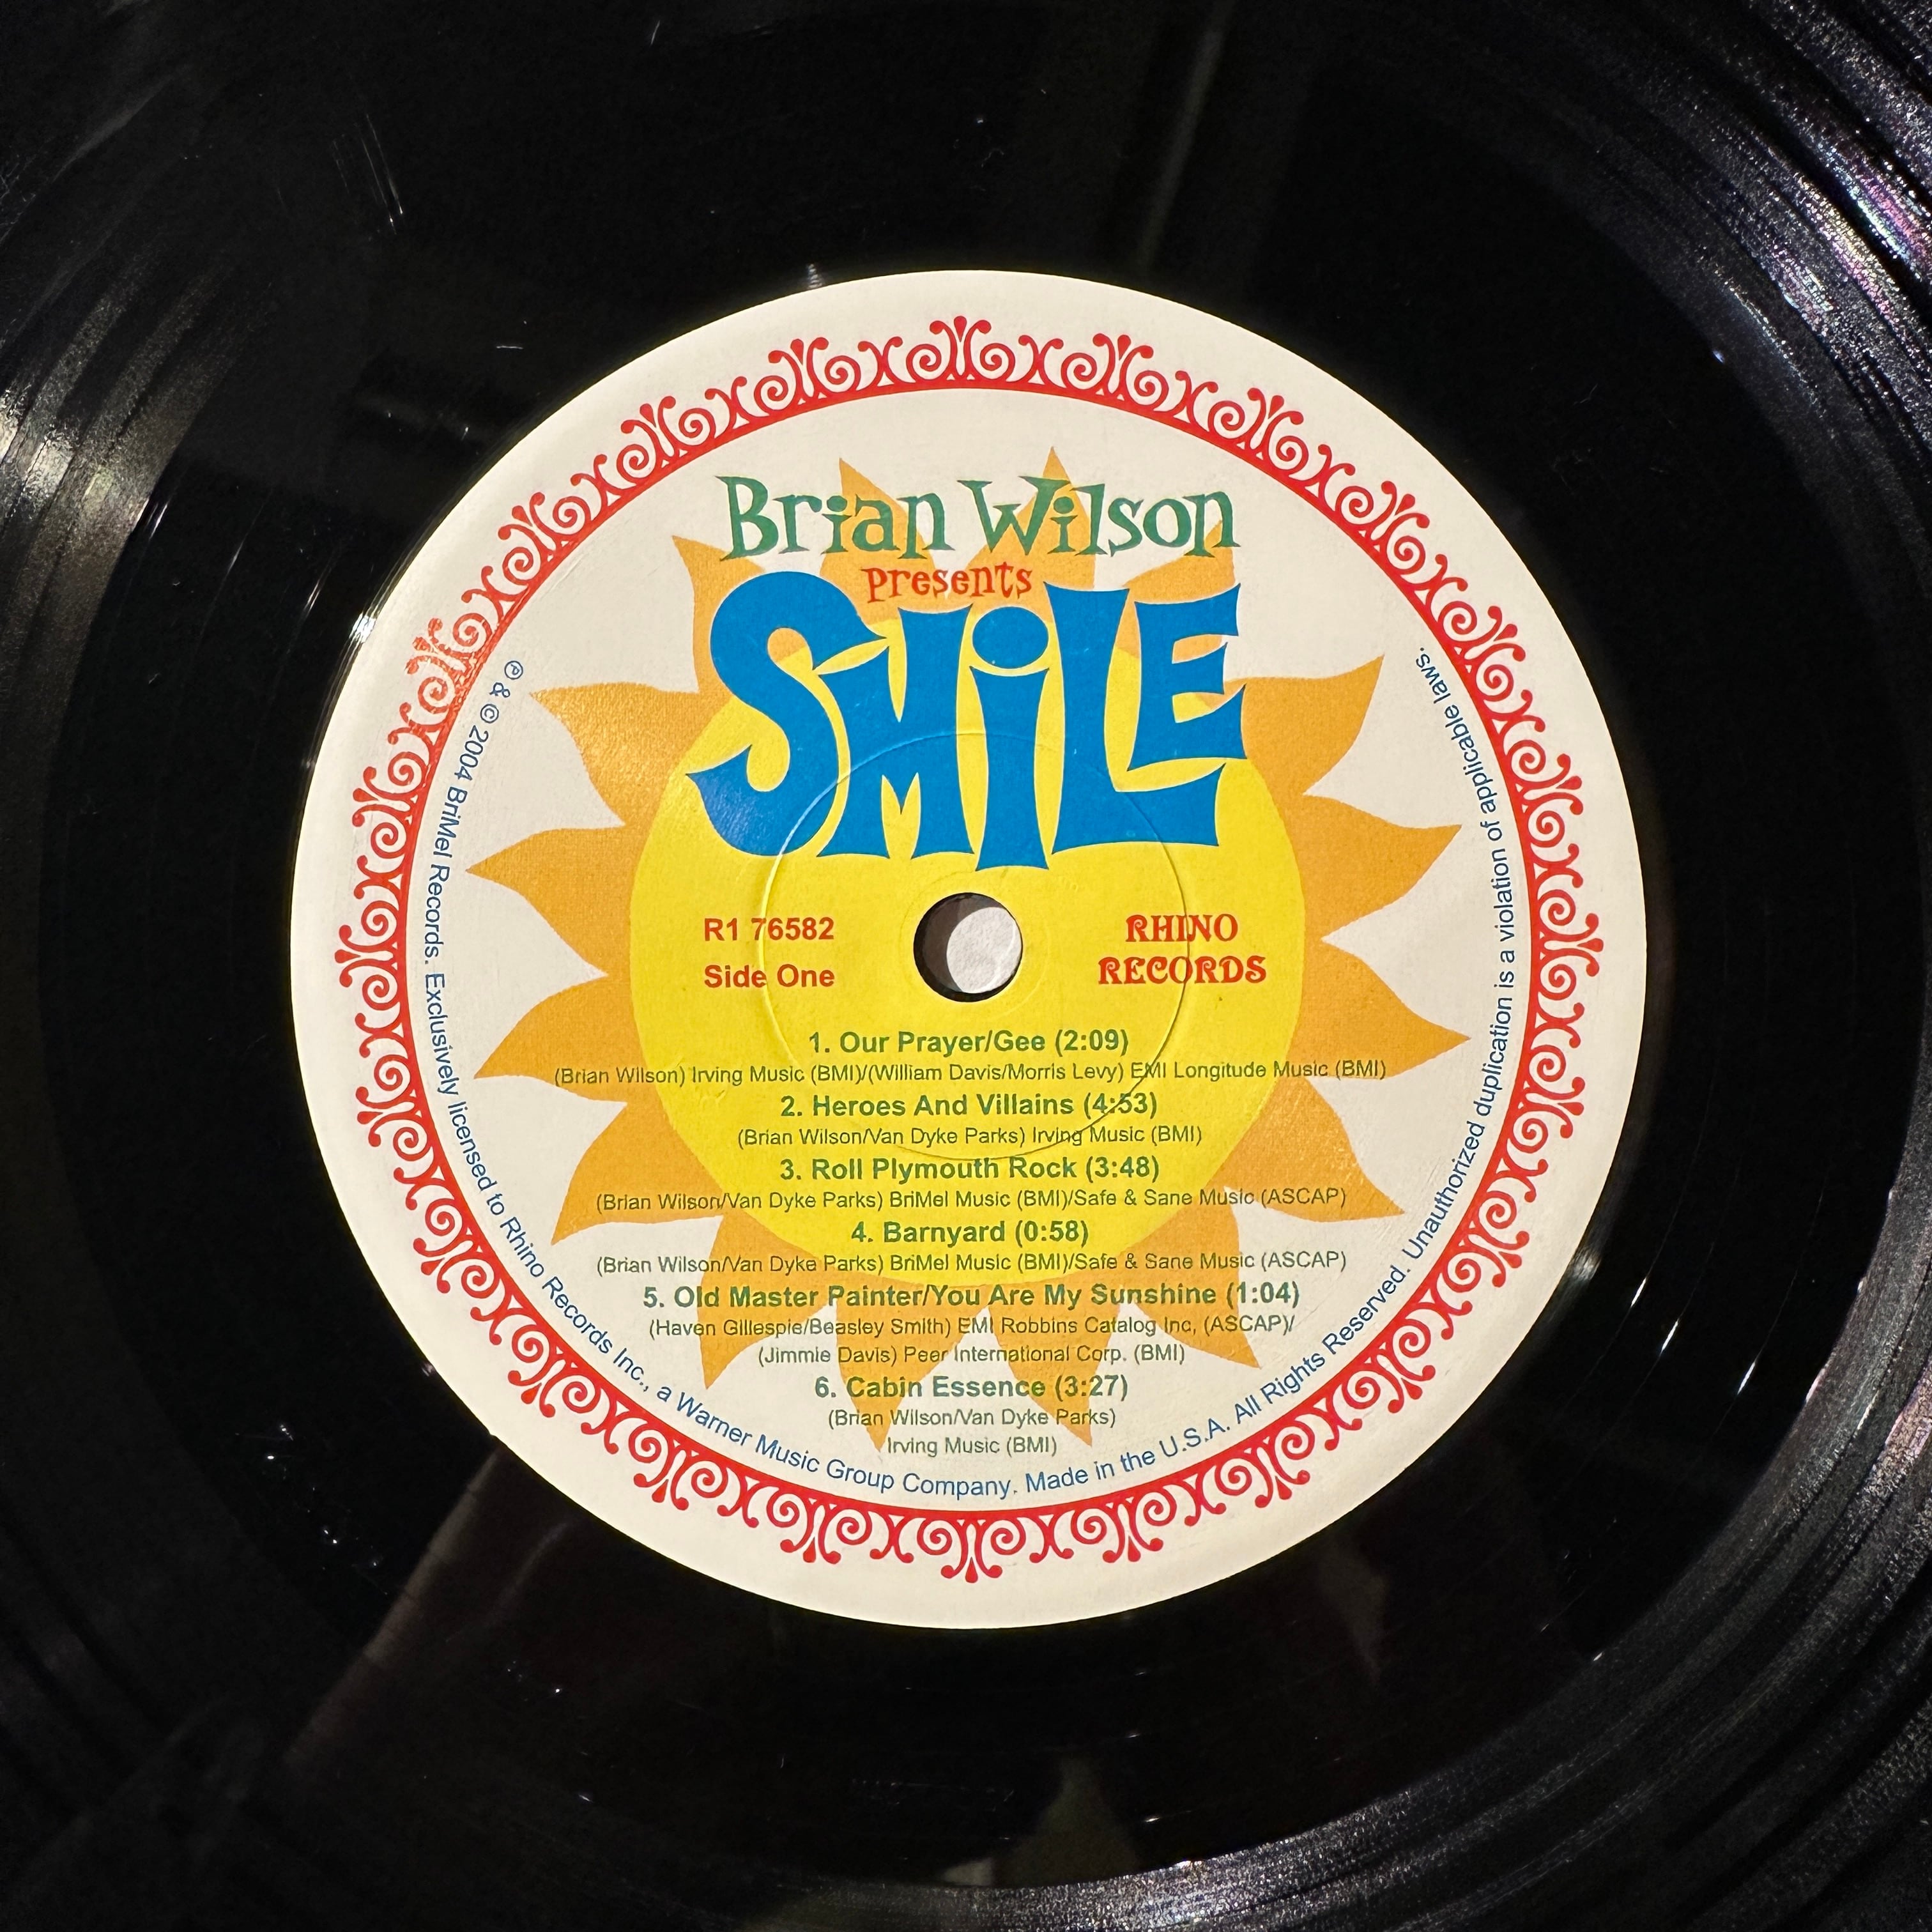 Brian Wilson
presents
SMiLE
R1 76582
Side One
RHINO
RECORDS
1. Our Prayer/Gee (2:09)
(Brian Wilson) Irving Music (BMI)/(William Davis/Morris Levy) EMI Longitude Music (BMI)
2. Heroes And Villains (4:53)
(Brian Wilson/Van Dyke Parks) Irving Music (BMI)
3. Roll Plymouth Rock (3:48)
(Brian Wilson/Van Dyke Parks) BriMel Music (BMI)/Safe & Sane Music (ASCAP)
4. Barnyard (0:58)
(Brian Wilson/Van Dyke Parks) BriMel Music (BMI)/Safe & Sane Music (ASCAP)
5. Old Master Painter/You Are My Sunshine (1:04)
(Haven Gillespie/Beasley Smith) EMI Robbins Catalog Inc, (ASCAP)/
(Jimmie Davis) Peer International Corp. (BMI)
6. Cabin Essence (3:27)
(Brian Wilson/Van Dyke Parks)
Irving Music (BMI)
℗ & © 2004 BriMel Records. Exclusively licensed to Rhino Records Inc., a Warner Music Group Company. Made in the U.S.A. All Rights Reserved. Unauthorized duplication is a violation of applicable laws.